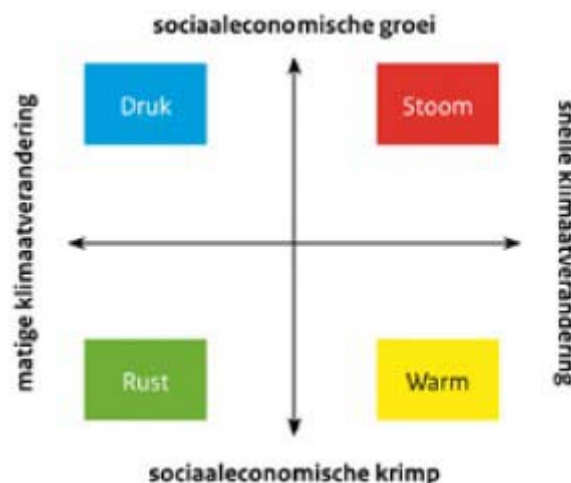 sociaaleconomische groei
Druk
Stoom
matige klimaatverandering
snelle klimaatverandering
Rust
Warm
sociaaleconomische krimp